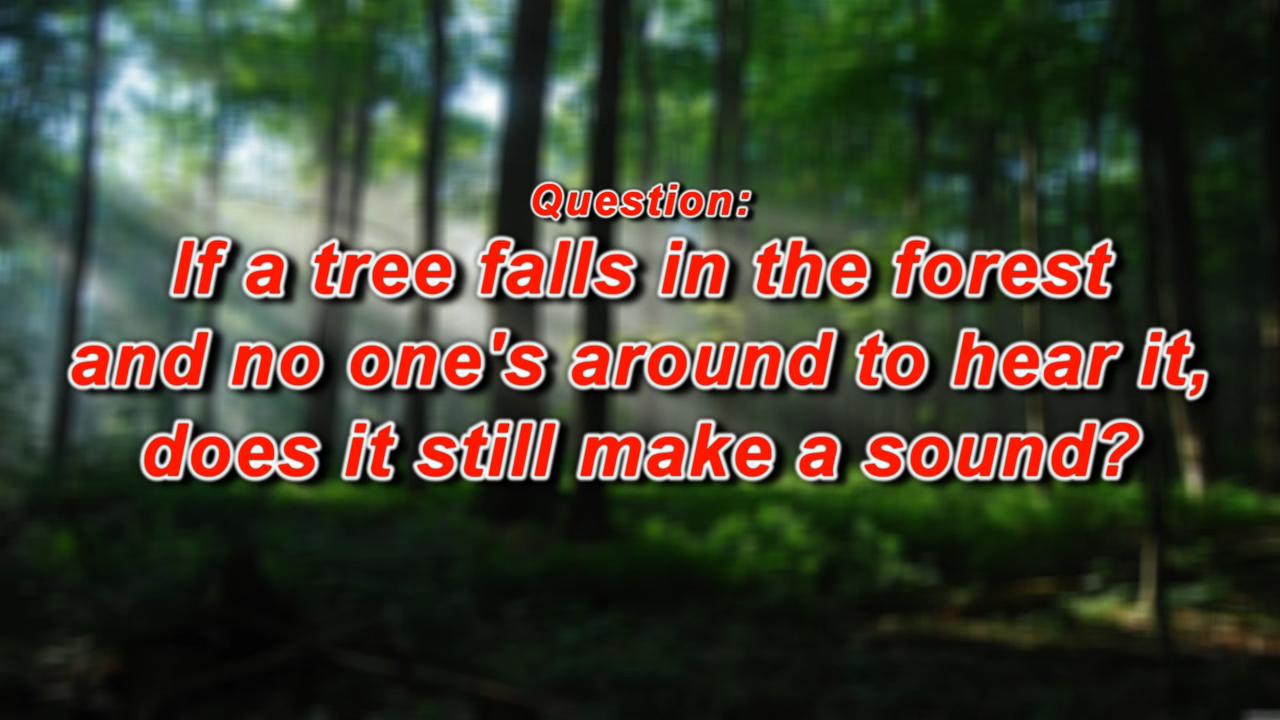 Question:
If a tree falls in the forest
and no one's around to hear it,
does it still make a sound?